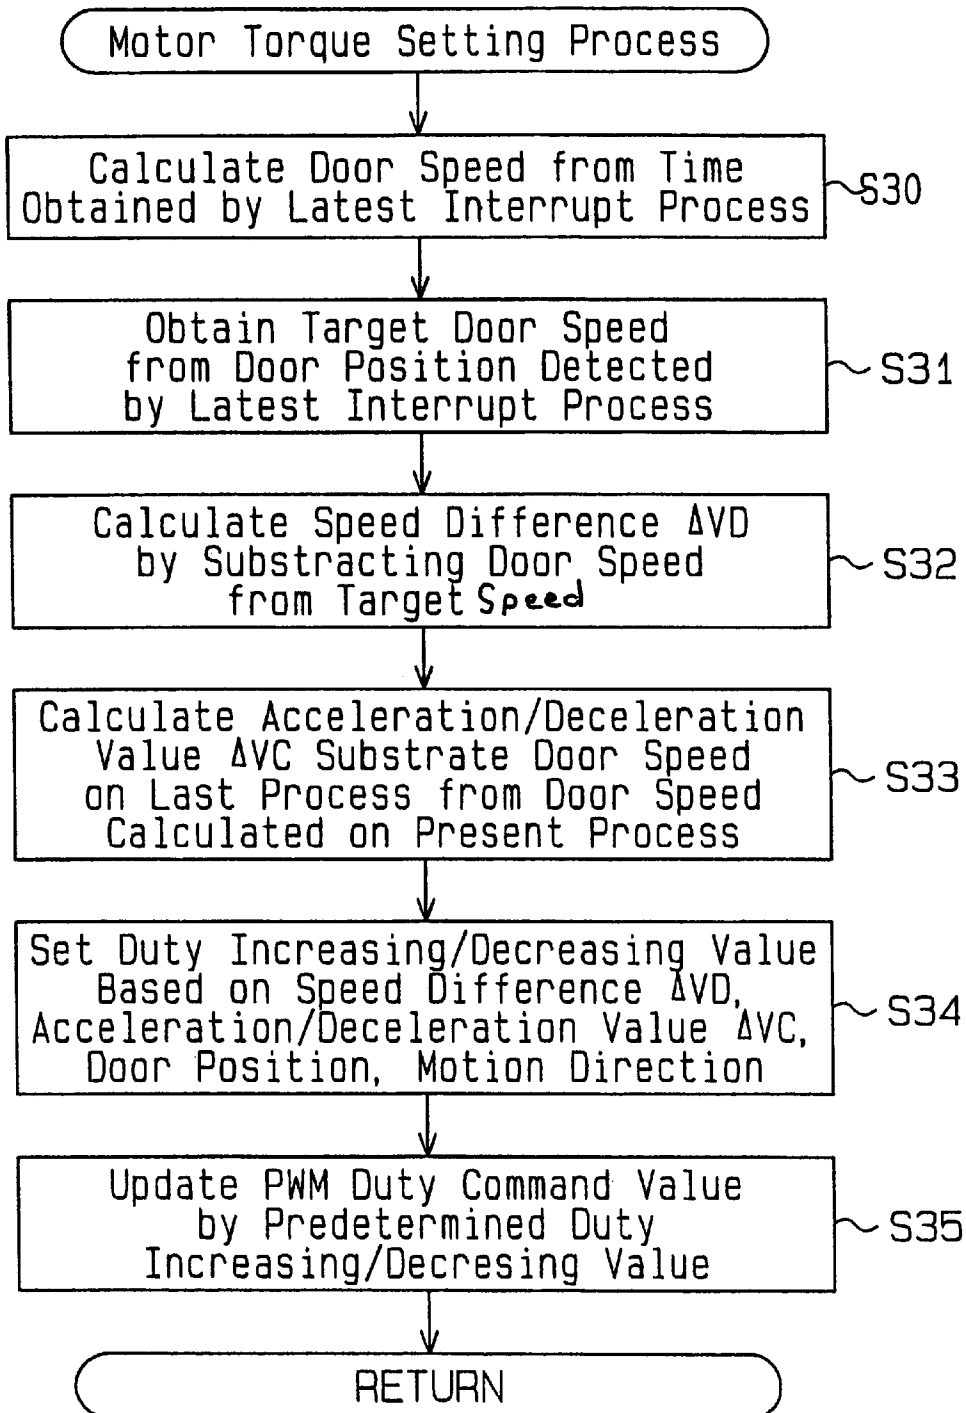 Motor Torque Setting Process
Calculate Door Speed from Time
Obtained by Latest Interrupt Process
S30
Obtain Target Door Speed
from Door Position Detected
by Latest Interrupt Process
S31
Calculate Speed Difference ΔVD
by Substracting Door Speed
from Target Speed
S32
Calculate Acceleration/Deceleration
Value ΔVC Substrate Door Speed
on Last Process from Door Speed
Calculated on Present Process
S33
Set Duty Increasing/Decreasing Value
Based on Speed Difference ΔVD,
Acceleration/Deceleration Value ΔVC,
Door Position, Motion Direction
S34
Update PWM Duty Command Value
by Predetermined Duty
Increasing/Decresing Value
S35
RETURN